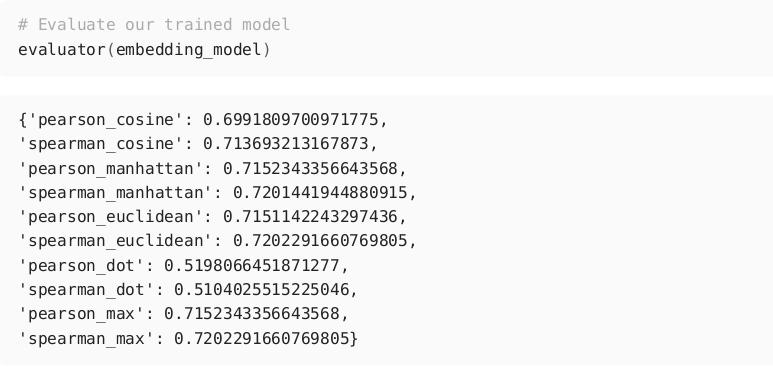 # Evaluate our trained model
evaluator(embedding_model)
{'pearson_cosine': 0.6991809700971775,
'spearman_cosine': 0.713693213167873,
'pearson_manhattan': 0.7152343356643568,
'spearman_manhattan': 0.7201441944880915,
'pearson_euclidean': 0.7151142243297436,
'spearman_euclidean': 0.7202291660769805,
'pearson_dot': 0.5198066451871277,
'spearman_dot': 0.5104025515225046,
'pearson_max': 0.7152343356643568,
'spearman_max': 0.7202291660769805}